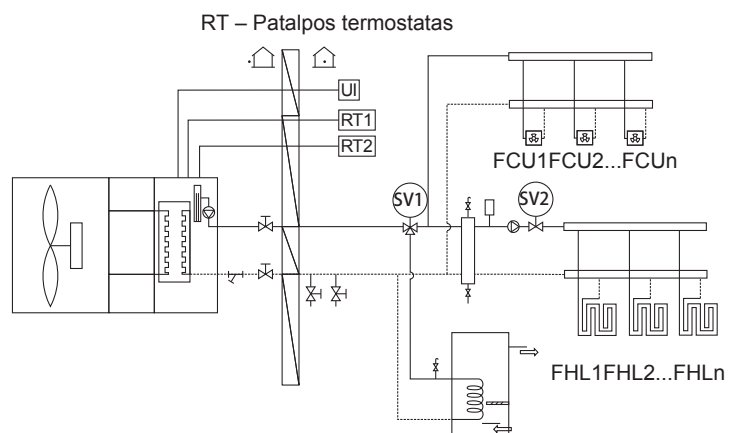 RT – Patalpos termostatas
UI
RT1
RT2
FCU1FCU2...FCUn
SV1
SV2
FHL1FHL2...FHLn